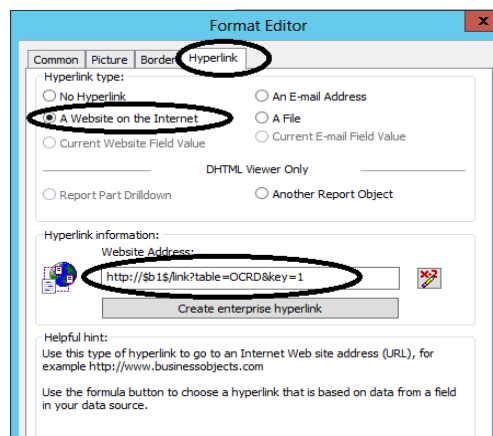 Format Editor
x
Common Picture Border Hyperlink
Hyperlink type:
No Hyperlink An E-mail Address
A Website on the Internet A File
Current Website Field Value Current E-mail Field Value
DHTML Viewer Only
Report Part Drilldown Another Report Object
Hyperlink information:
Website Address:
http://$b1$/link?table=OCRD&key=1
x-2
Create enterprise hyperlink
Helpful hint:
Use this type of hyperlink to go to an Internet Web site address (URL), for
example http://www.businessobjects.com
Use the formula button to choose a hyperlink that is based on data from a field
in your data source.